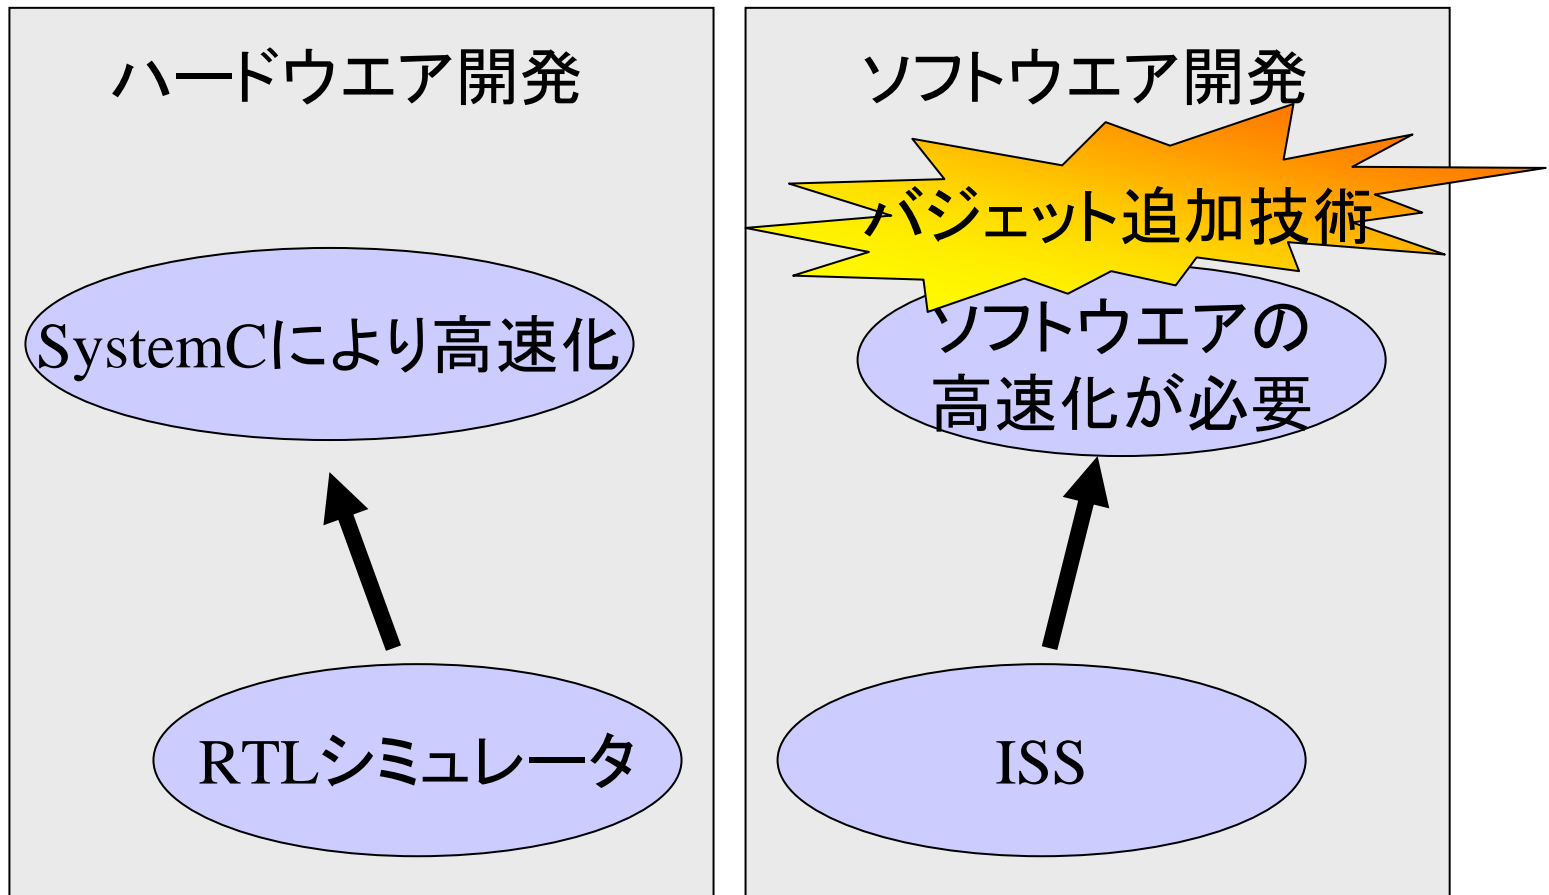 ハードウエア開発
SystemCにより高速化
RTLシミュレータ
ソフトウエア開発
バジェット追加技術
ソフトウエアの
高速化が必要
ISS